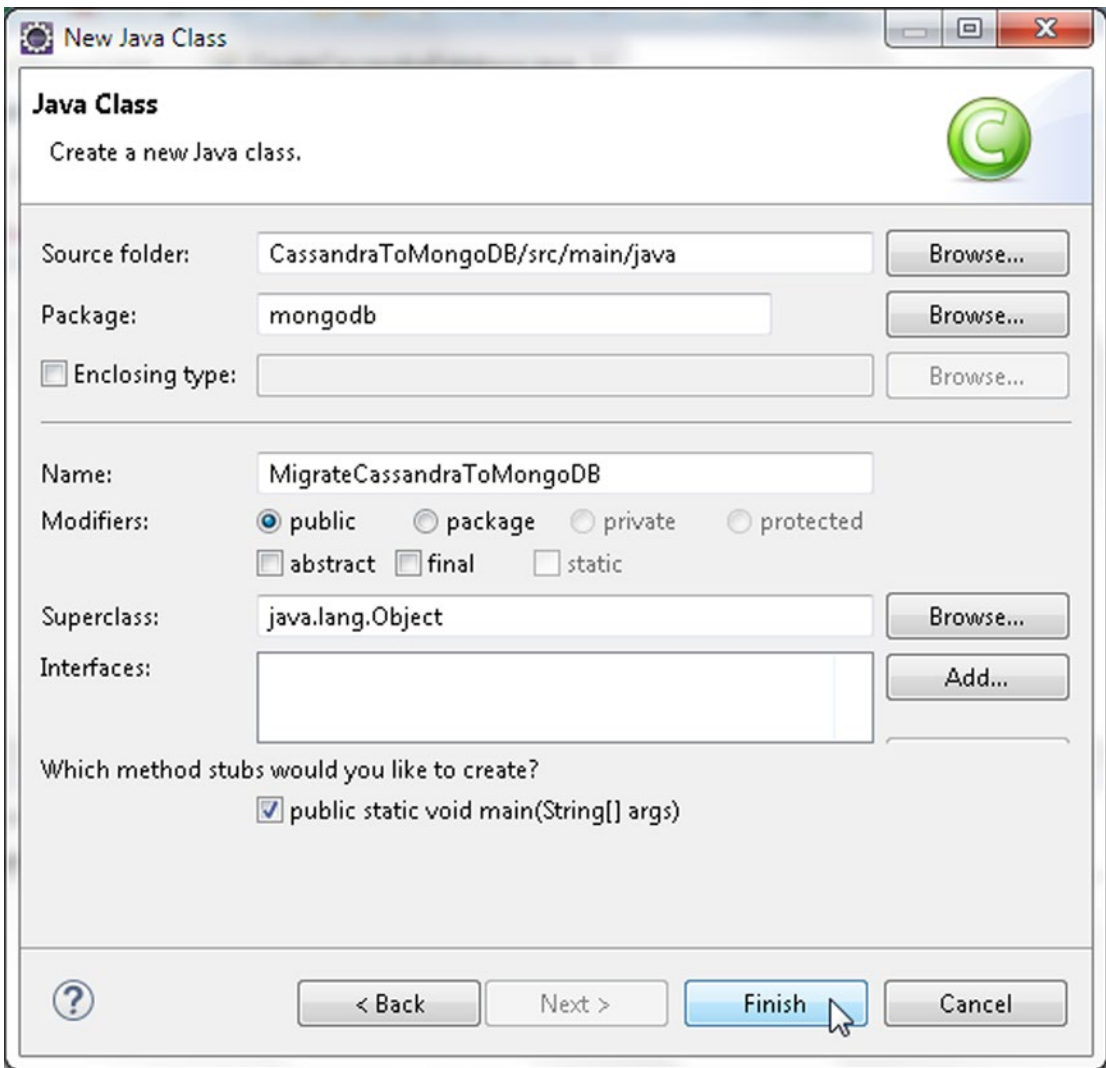 New Java Class
Java Class
Create a new Java class.
Source folder: CassandraToMongoDB/src/main/java Browse...
Package: mongodb Browse...
Enclosing type: Browse...
Name: MigrateCassandraToMongoDB
Modifiers: public package private protected
abstract final static
Superclass: java.lang.Object Browse...
Interfaces: Add...
Which method stubs would you like to create?
public static void main(String[] args)
? < Back Next > Finish Cancel